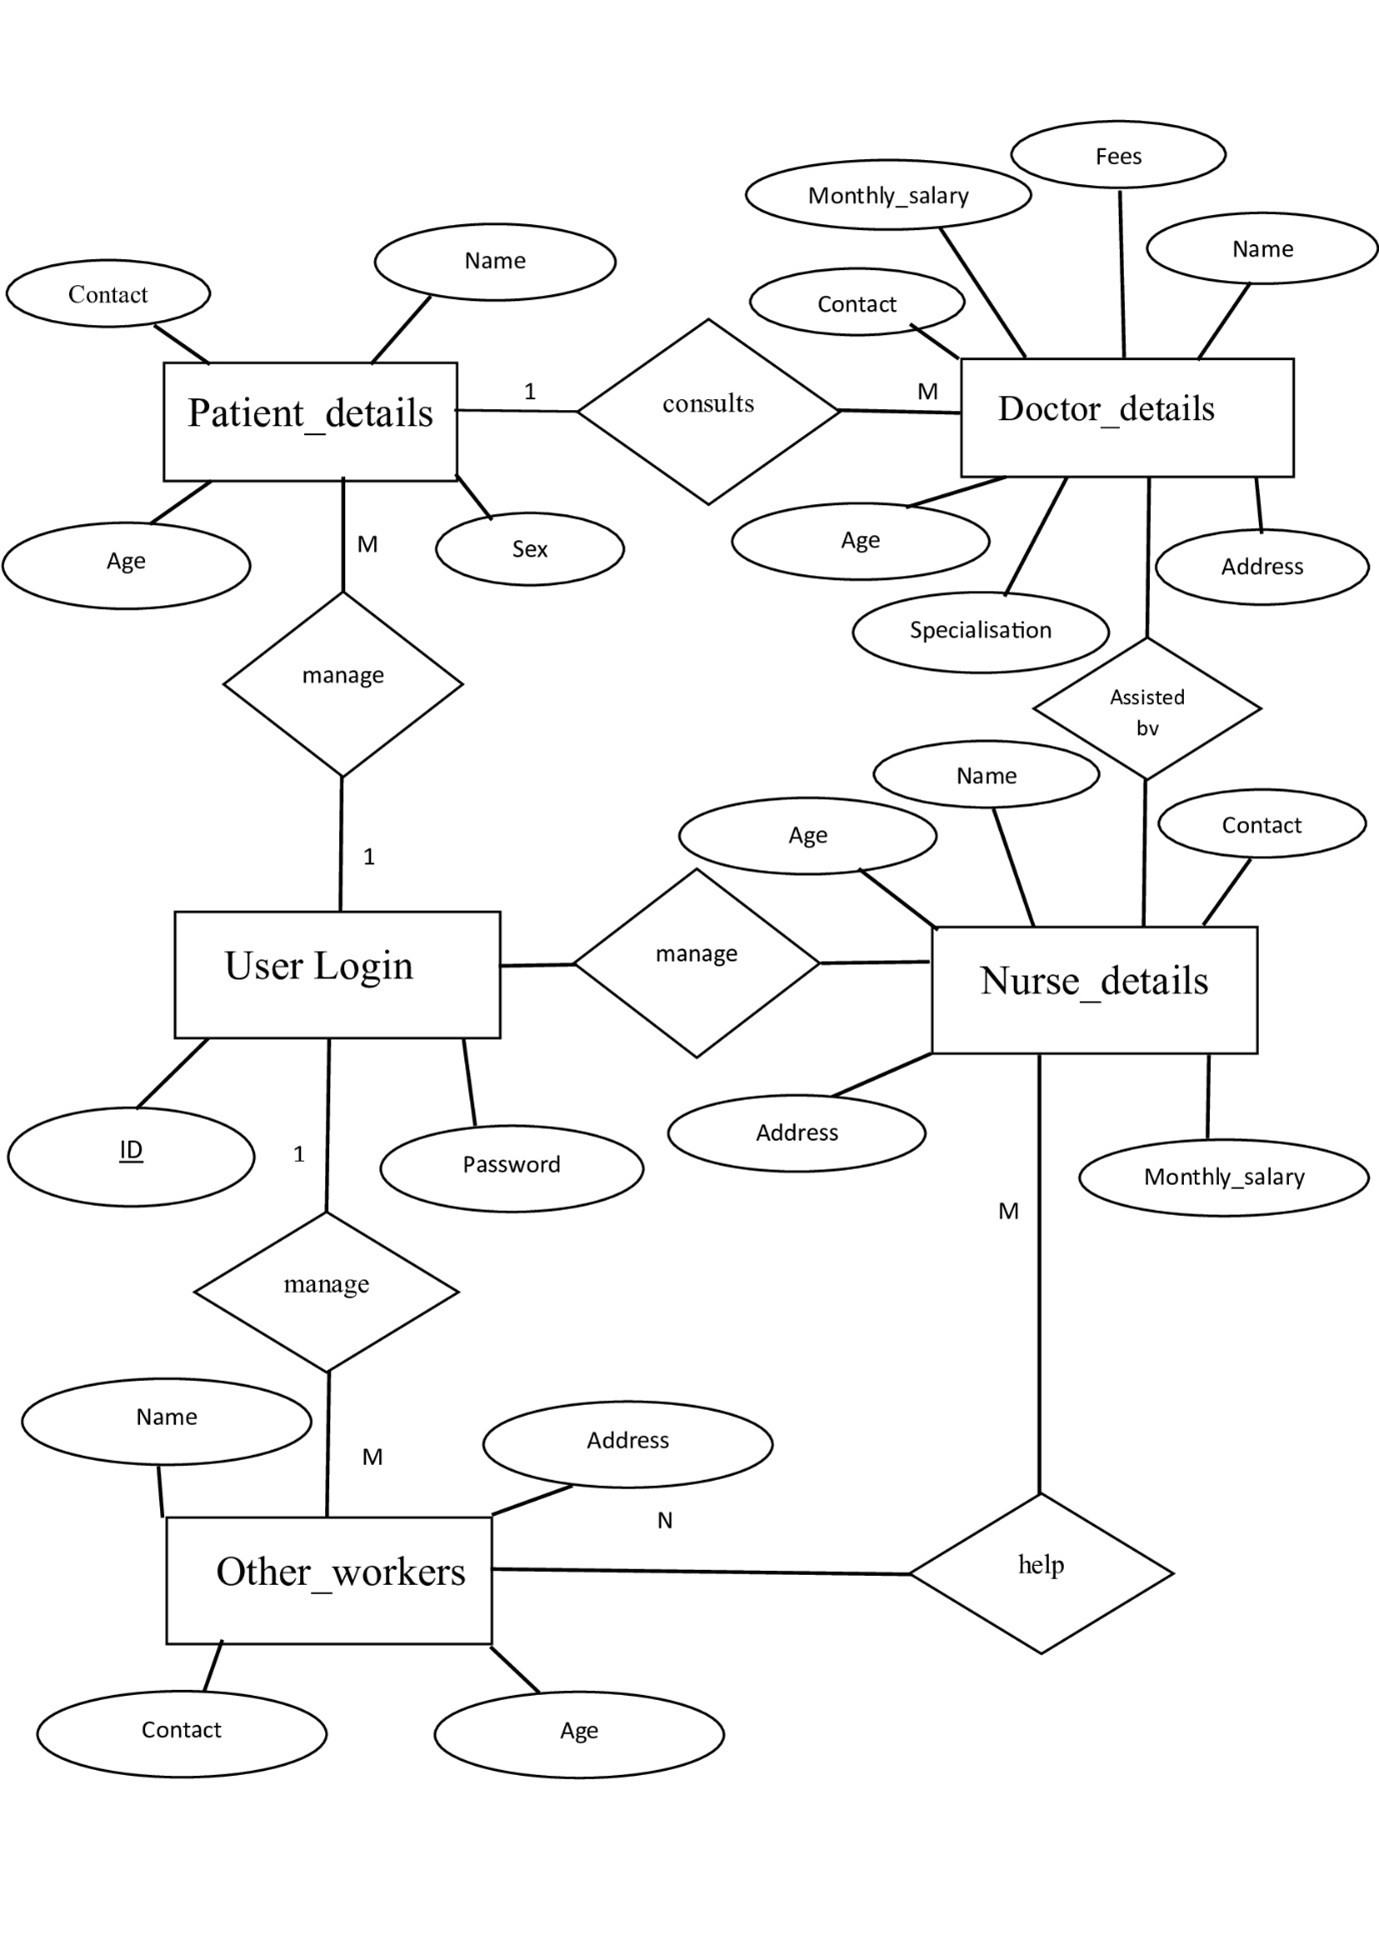 Fees
Monthly_salary
Name
Name
Contact
Contact
Patient_details
1
consults
M
Doctor_details
Age
M
Sex
Age
Address
Specialisation
manage
Assisted
bv
Name
1
Age
Contact
User Login
manage
Nurse_details
ID
1
Password
Address
Monthly_salary
M
manage
Name
M
Address
N
Other_workers
help
Contact
Age